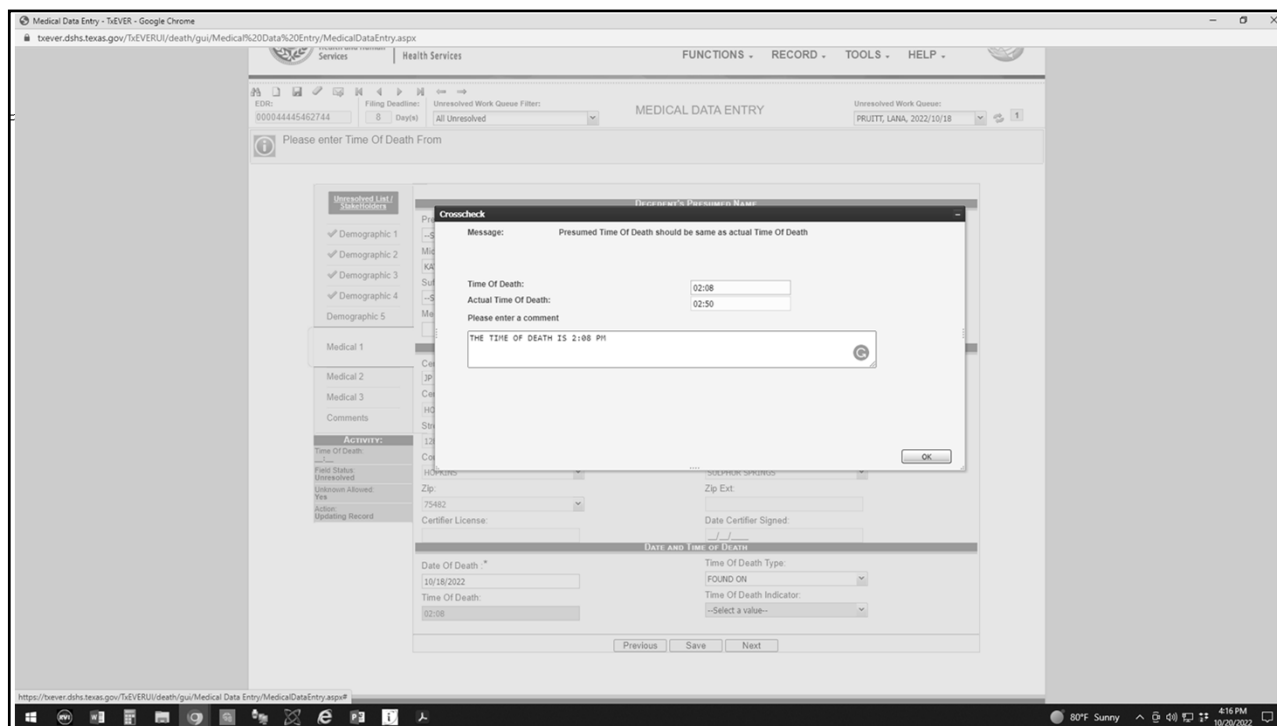 Medical Data Entry - TxEVER - Google Chrome
txever.dshs.texas.gov/TxEVERUI/death/gui/Medical%20Data%20Entry/MedicalDataEntry.aspx
Health and Human
Services
Health Services
FUNCTIONS RECORD TOOLS HELP
EDR: Filing Deadline: Unresolved Work Queue Filter: Unresolved Work Queue:
MEDICAL DATA ENTRY
000044445462744 8 Day(s) All Unresolved PRUITT, LANA, 2022/10/18 1
Please enter Time Of Death From
Unresolved List /
Stakeholders
Demographic 1
Demographic 2
Demographic 3
Demographic 4
Demographic 5
Medical 1
Medical 2
Medical 3
Comments
ACTIVITY:
Time Of Death:
__:__
Field Status:
Unresolved
Unknown Allowed:
Yes
Action:
Updating Record
DECEDENT'S PRESUMED NAME
Crosscheck
Message: Presumed Time Of Death should be same as actual Time Of Death
Time Of Death: 02:08
Actual Time Of Death: 02:50
Please enter a comment
THE TIME OF DEATH IS 2:08 PM
OK
HOPKINS SULPHUR SPRINGS
Zip: Zip Ext:
75482
Certifier License: Date Certifier Signed:
__/__/____
DATE AND TIME OF DEATH
Date Of Death :* Time Of Death Type:
10/18/2022 FOUND ON
Time Of Death: Time Of Death Indicator:
02:08 --Select a value--
Previous Save Next
https://txever.dshs.texas.gov/TxEVERUI/death/gui/Medical Data Entry/MedicalDataEntry.aspx#
80°F Sunny 4:16 PM
10/20/2022